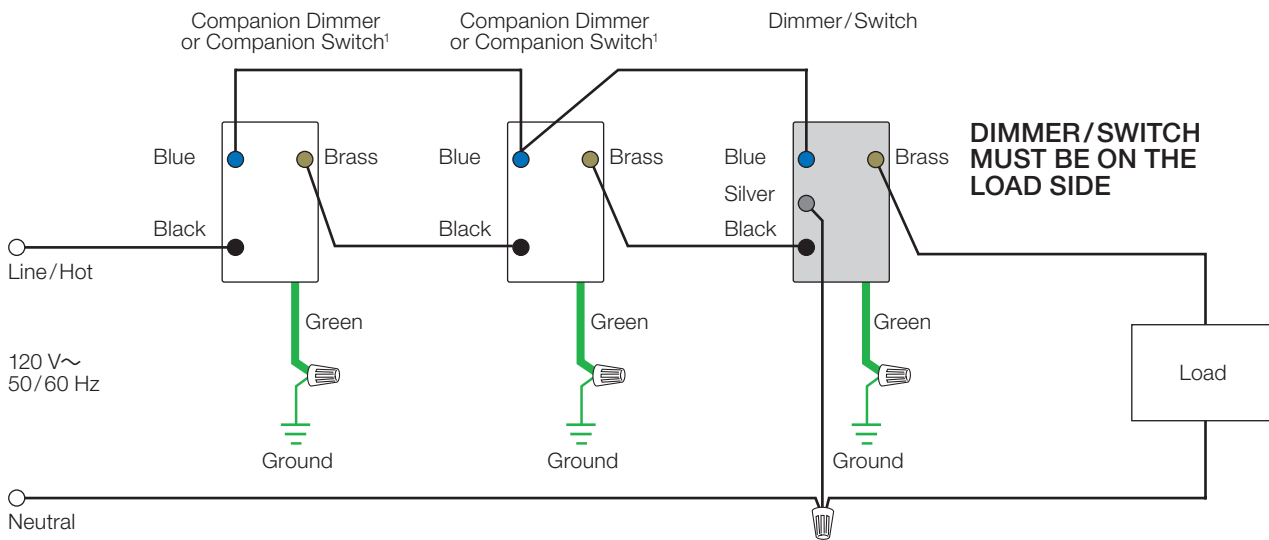 Companion Dimmer
or Companion Switch¹
Companion Dimmer
or Companion Switch¹
Dimmer/Switch
DIMMER/SWITCH
MUST BE ON THE
LOAD SIDE
Blue
Brass
Blue
Brass
Blue
Brass
Silver
Black
Black
Black
Line/Hot
Green
Green
Green
120 V~
50/60 Hz
Load
Ground
Ground
Ground
Neutral